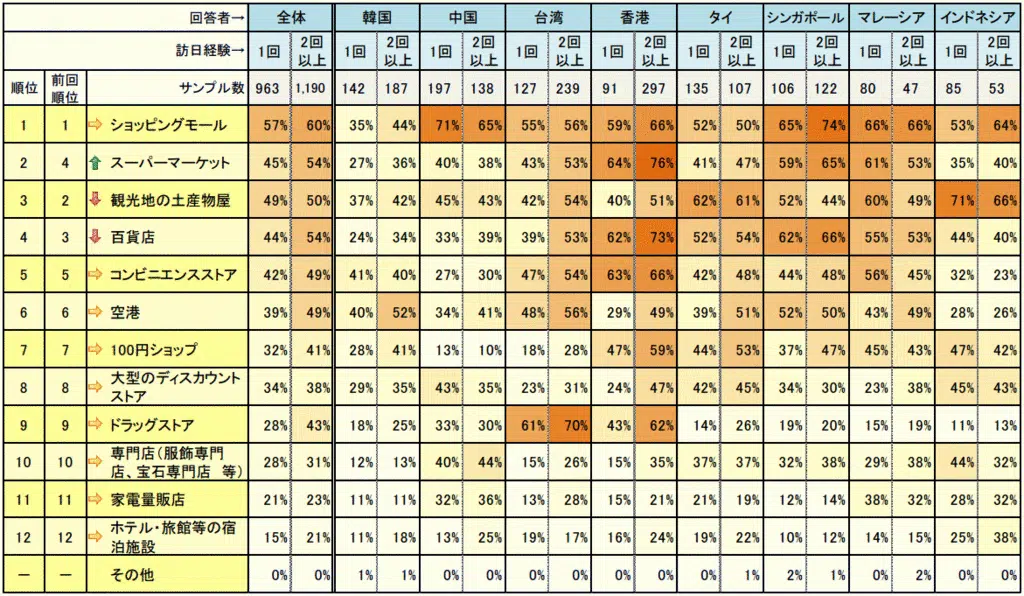 回答者→ 全体 韓国 中国 台湾 香港 タイ シンガポール マレーシア インドネシア
訪日経験→ 1回 2回以上 1回 2回以上 1回 2回以上 1回 2回以上 1回 2回以上 1回 2回以上 1回 2回以上 1回 2回以上 1回 2回以上
順位 前回順位 サンプル数 963 1,190 142 187 197 138 127 239 91 297 135 107 106 122 80 47 85 53
1 1 ⇨ ショッピングモール 57% 60% 35% 44% 71% 65% 55% 56% 59% 66% 52% 50% 65% 74% 66% 66% 53% 64%
2 4 ⇧ スーパーマーケット 45% 54% 27% 36% 40% 38% 43% 53% 64% 76% 41% 47% 59% 65% 61% 53% 35% 40%
3 2 ⇩ 観光地の土産物屋 49% 50% 37% 42% 45% 43% 42% 54% 40% 51% 62% 61% 52% 44% 60% 49% 71% 66%
4 3 ⇩ 百貨店 44% 54% 24% 34% 33% 39% 39% 53% 62% 73% 52% 54% 62% 66% 55% 53% 44% 40%
5 5 ⇨ コンビニエンスストア 42% 49% 41% 40% 27% 30% 47% 54% 63% 66% 42% 48% 44% 48% 56% 45% 32% 23%
6 6 ⇨ 空港 39% 49% 40% 52% 34% 41% 48% 56% 29% 49% 39% 51% 52% 50% 43% 49% 28% 26%
7 7 ⇨ 100円ショップ 32% 41% 28% 41% 13% 10% 18% 28% 47% 59% 44% 53% 37% 47% 45% 43% 47% 42%
8 8 ⇨ 大型のディスカウントストア 34% 38% 29% 35% 43% 35% 23% 31% 24% 47% 42% 45% 34% 30% 23% 38% 45% 43%
9 9 ⇨ ドラッグストア 28% 43% 18% 25% 33% 30% 61% 70% 43% 62% 14% 26% 19% 20% 15% 19% 11% 13%
10 10 ⇨ 専門店(服飾専門店、宝石専門店 等) 28% 31% 12% 13% 40% 44% 15% 26% 15% 35% 37% 37% 32% 38% 29% 38% 44% 32%
11 11 ⇨ 家電量販店 21% 23% 11% 11% 32% 36% 13% 28% 15% 21% 21% 19% 12% 14% 38% 32% 28% 32%
12 12 ⇨ ホテル・旅館等の宿泊施設 15% 21% 11% 18% 13% 25% 19% 17% 16% 24% 19% 22% 10% 12% 14% 15% 25% 38%
― ― その他 0% 0% 1% 1% 0% 0% 0% 0% 0% 0% 0% 1% 2% 1% 0% 2% 0% 0%